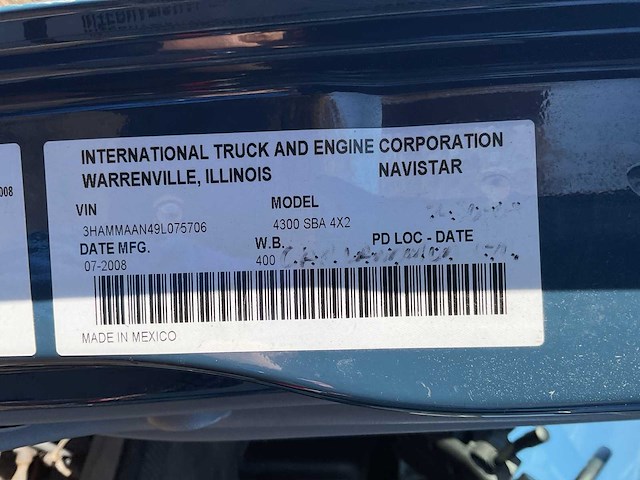 INTERNATIONAL TRUCK AND ENGINE CORPORATION
WARRENVILLE, ILLINOIS NAVISTAR
008
VIN MODEL
3HAMMAAN49L075706 4300 SBA 4X2
DATE MFG. W.B. PD LOC - DATE
07-2008 400
MADE IN MEXICO